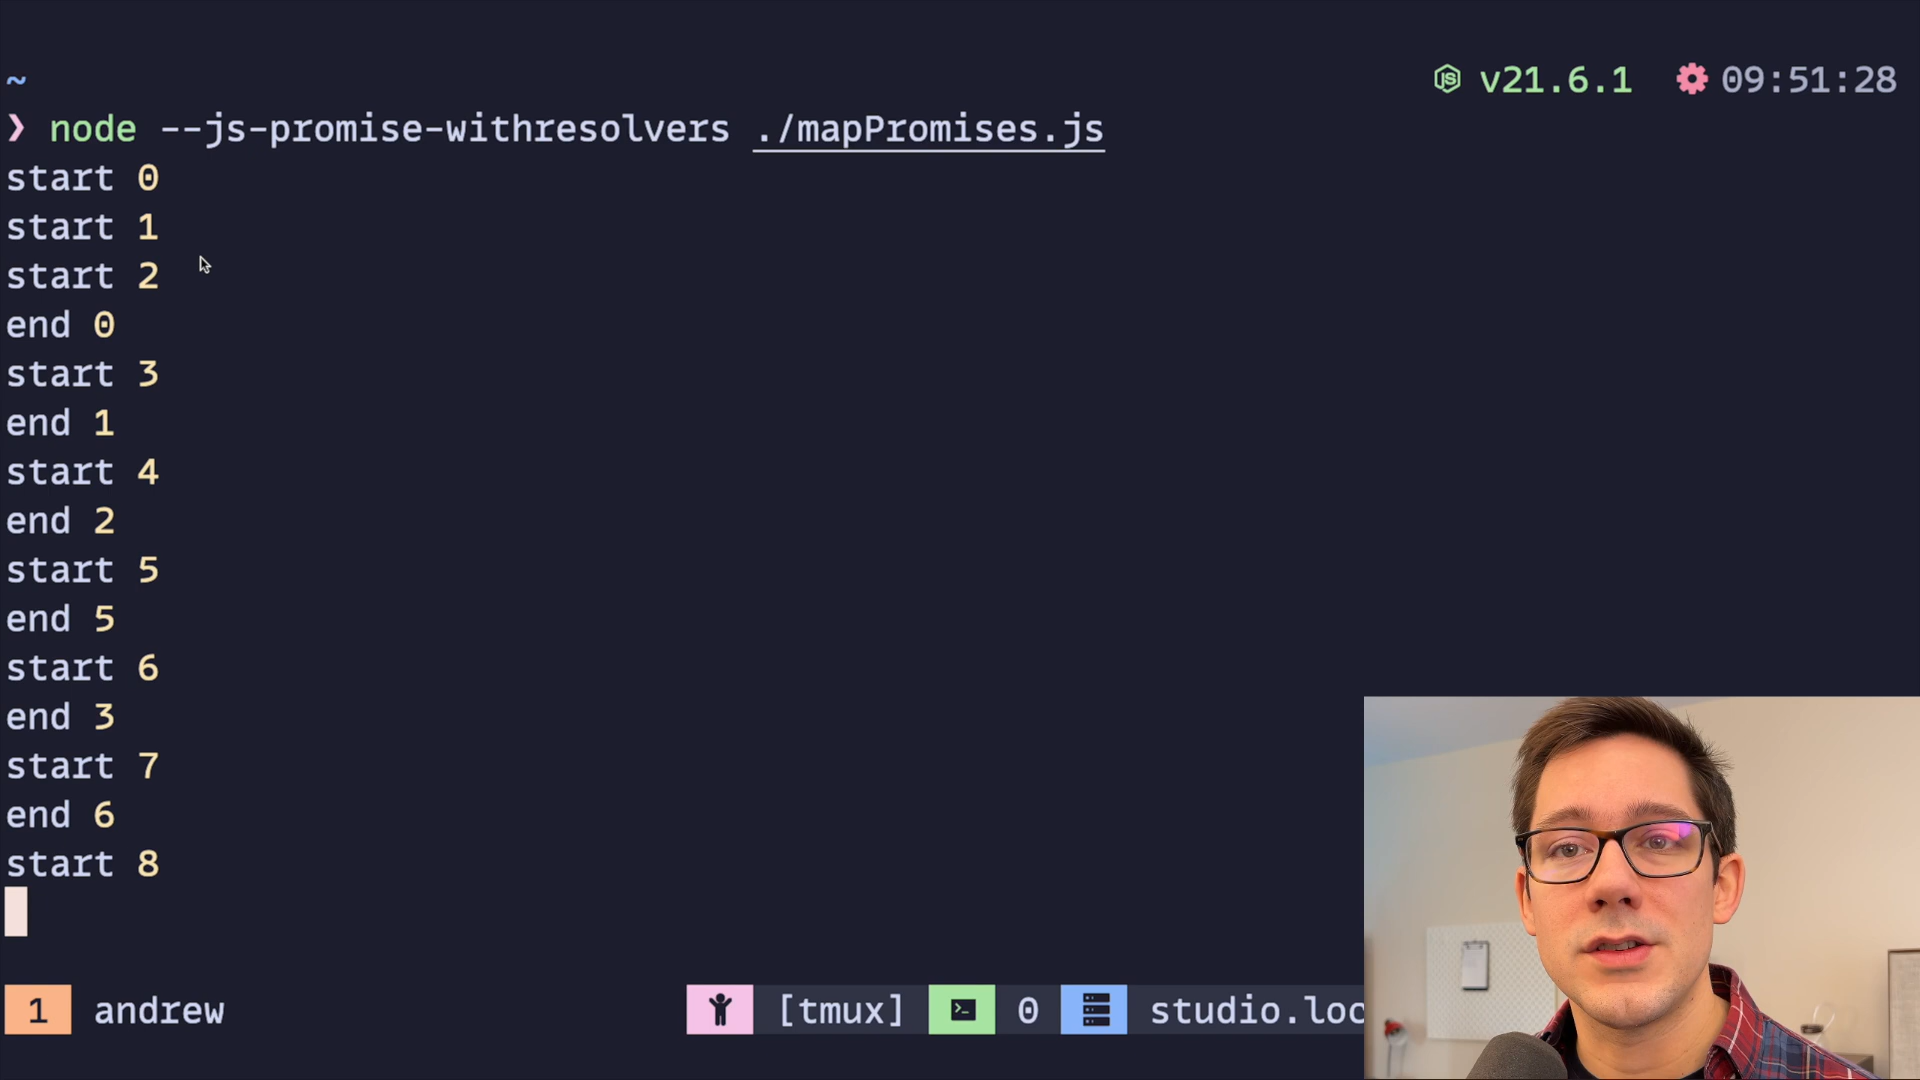 ~
v21.6.1 09:51:28
❯ node --js-promise-withresolvers ./mapPromises.js
start 0
start 1
start 2
end 0
start 3
end 1
start 4
end 2
start 5
end 5
start 6
end 3
start 7
end 6
start 8
1 andrew [tmux] 0 studio.loc